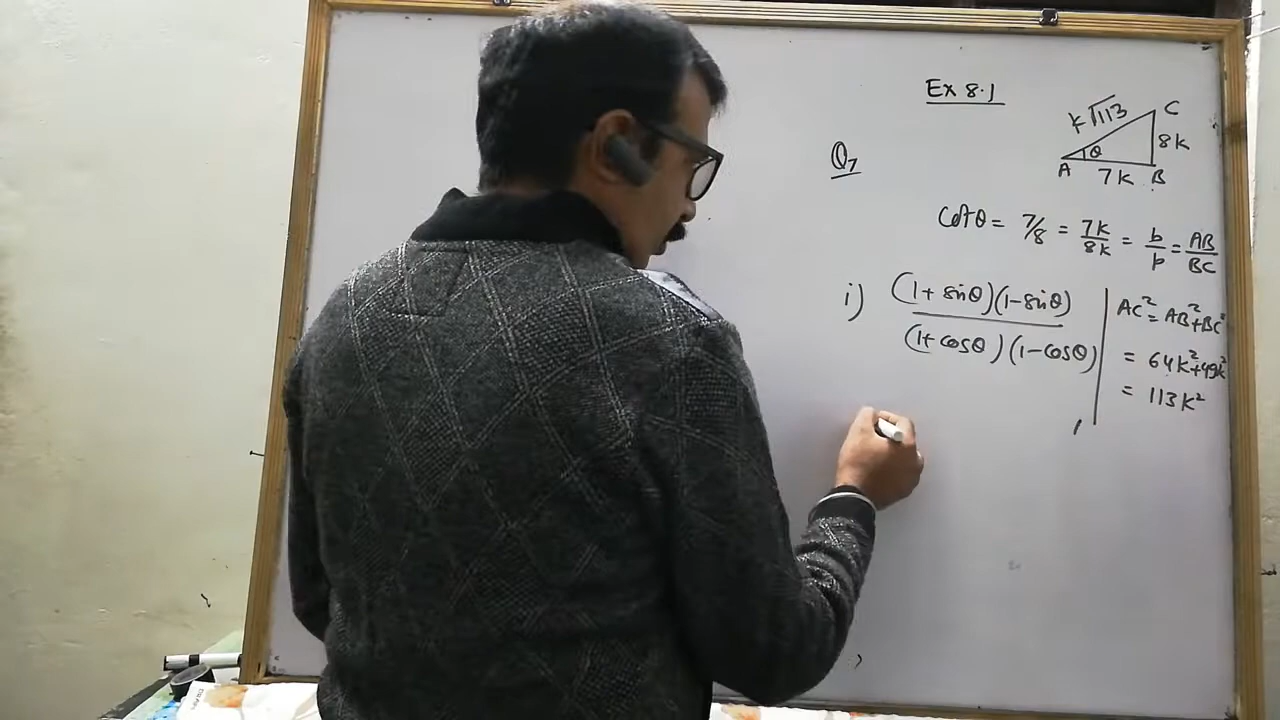 Ex 8.1
Q7
k√113
C
8k
θ
A
7k
B
Cotθ = 7/8 = 7k/8k = b/p = AB/BC
i) (1+sinθ)(1-sinθ) / (1+cosθ)(1-cosθ)
AC² = AB²+BC²
= 64k²+49k²
= 113k²